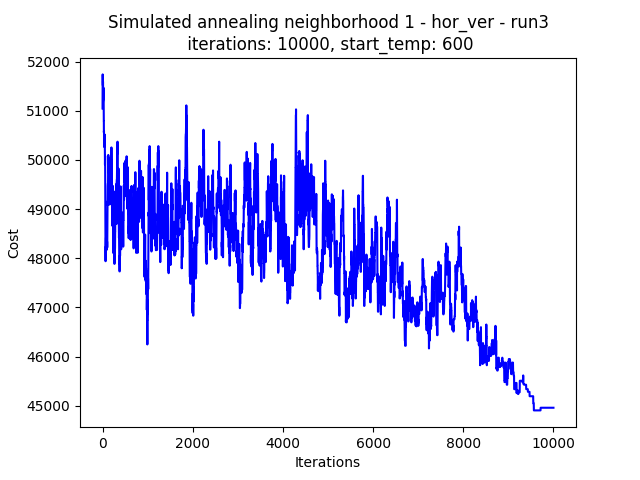 Simulated annealing neighborhood 1 - hor_ver - run3
iterations: 10000, start_temp: 600
52000
51000
50000
49000
48000
47000
46000
45000
Cost
0 2000 4000 6000 8000 10000
Iterations